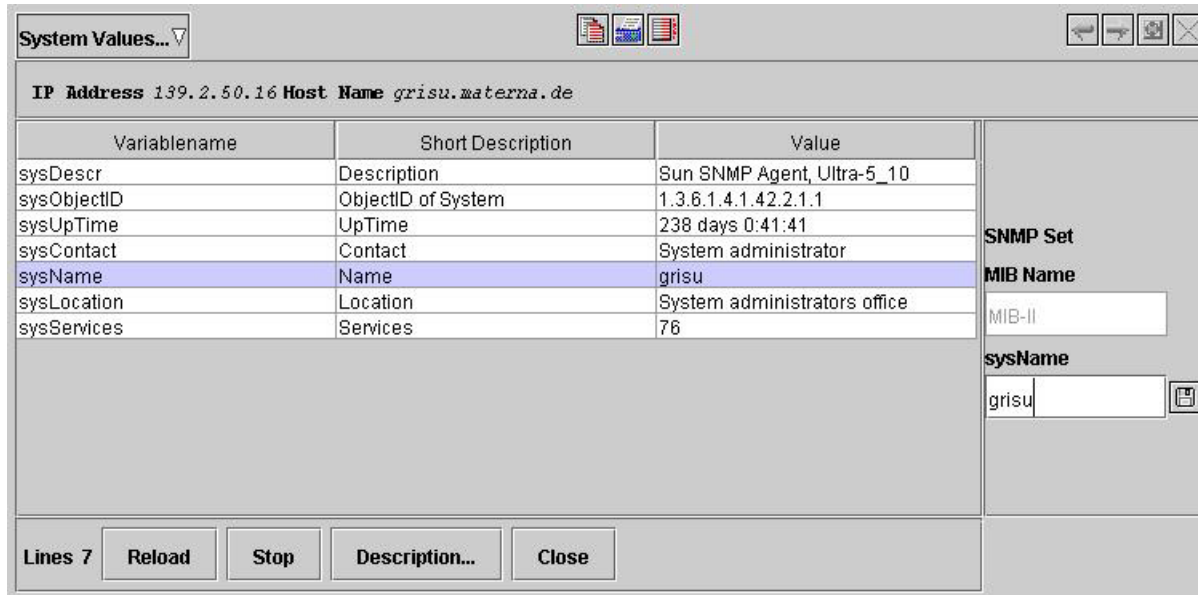 System Values...
IP Address 139.2.50.16 Host Name grisu.materna.de
Variablename Short Description Value
sysDescr Description Sun SNMP Agent, Ultra-5_10
sysObjectID ObjectID of System 1.3.6.1.4.1.42.2.1.1
sysUpTime UpTime 238 days 0:41:41
sysContact Contact System administrator
sysName Name grisu
sysLocation Location System administrators office
sysServices Services 76
SNMP Set
MIB Name
MIB-II
sysName
grisu
Lines 7 Reload Stop Description... Close